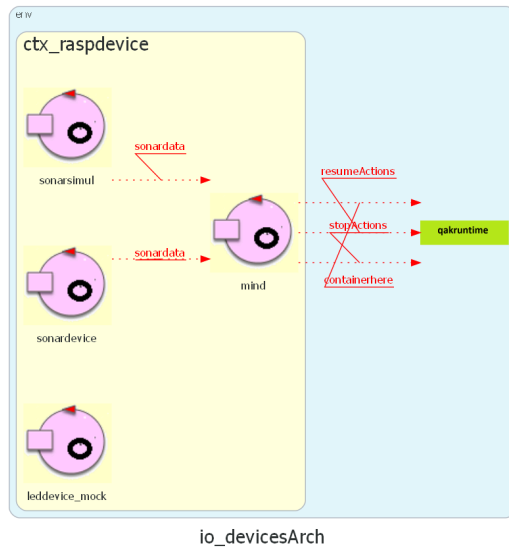 env
ctx_raspdevice
sonarsimul
sonardata
sonardevice
sonardata
leddevice_mock
mind
resumeActions
stopActions
containerhere
qakruntime
io_devicesArch